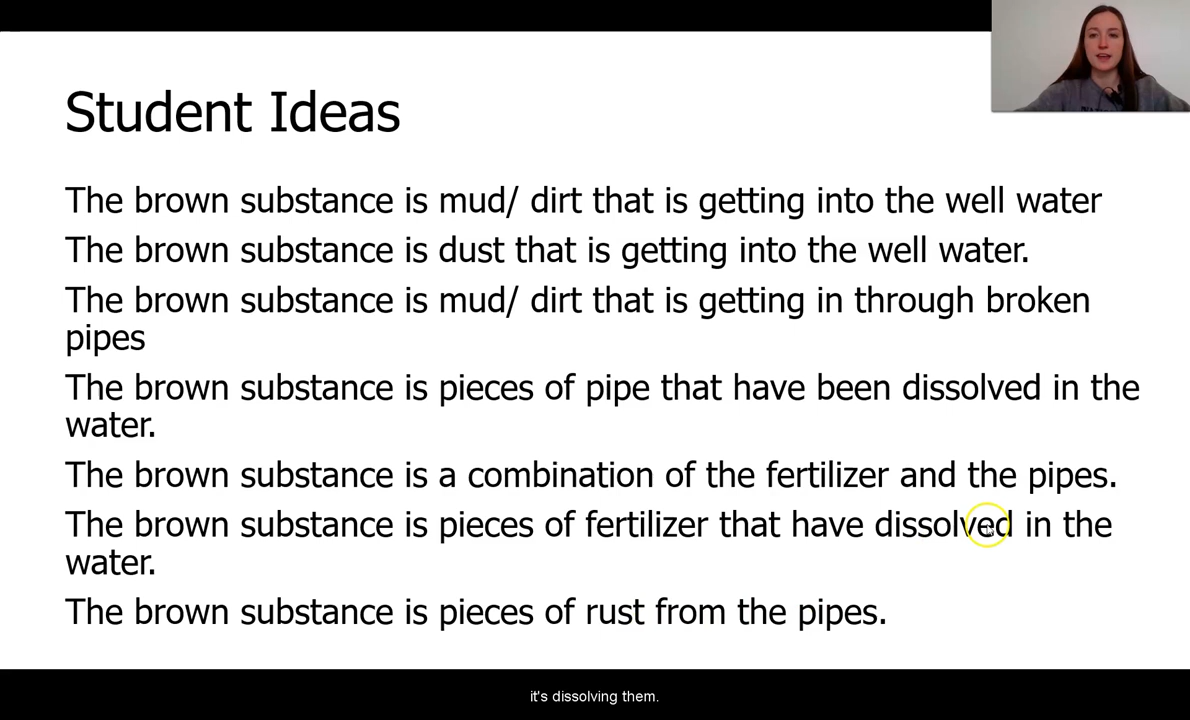 Student Ideas
The brown substance is mud/ dirt that is getting into the well water
The brown substance is dust that is getting into the well water.
The brown substance is mud/ dirt that is getting in through broken
pipes
The brown substance is pieces of pipe that have been dissolved in the
water.
The brown substance is a combination of the fertilizer and the pipes.
The brown substance is pieces of fertilizer that have dissolved in the
water.
The brown substance is pieces of rust from the pipes.
it's dissolving them.